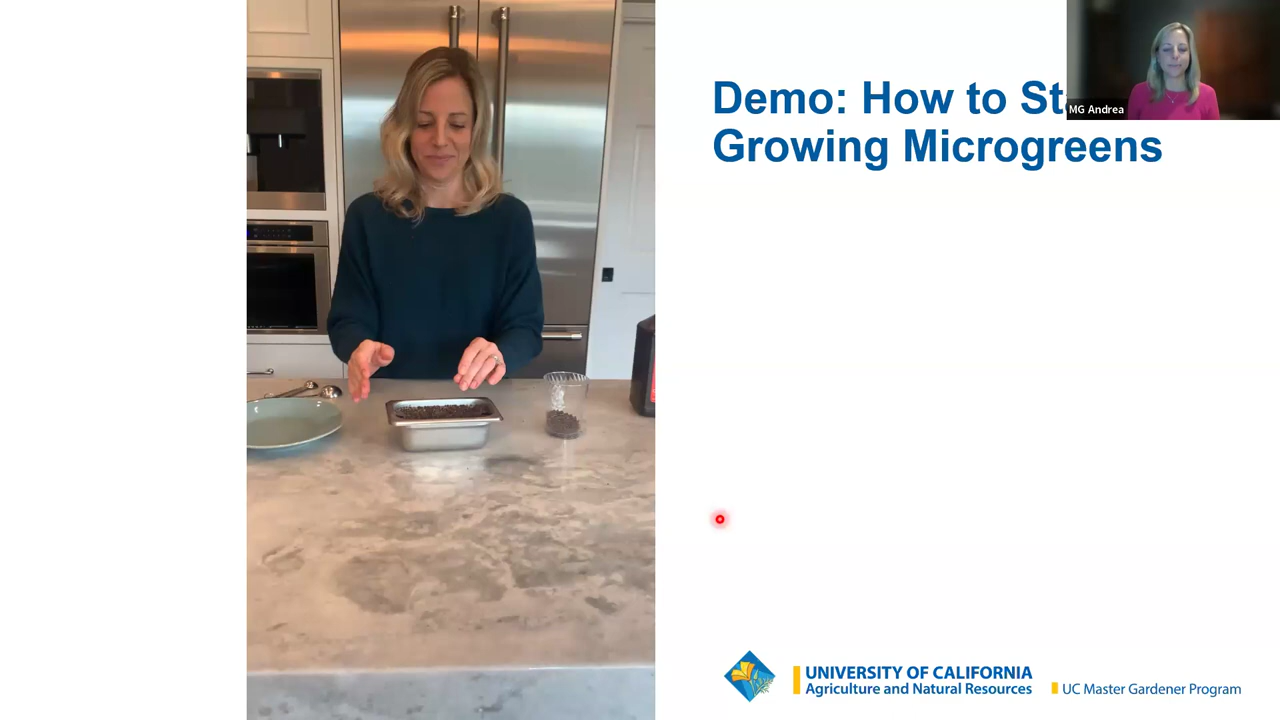 Demo: How to St
Growing Microgreens
MG Andrea
UNIVERSITY OF CALIFORNIA
Agriculture and Natural Resources
UC Master Gardener Program